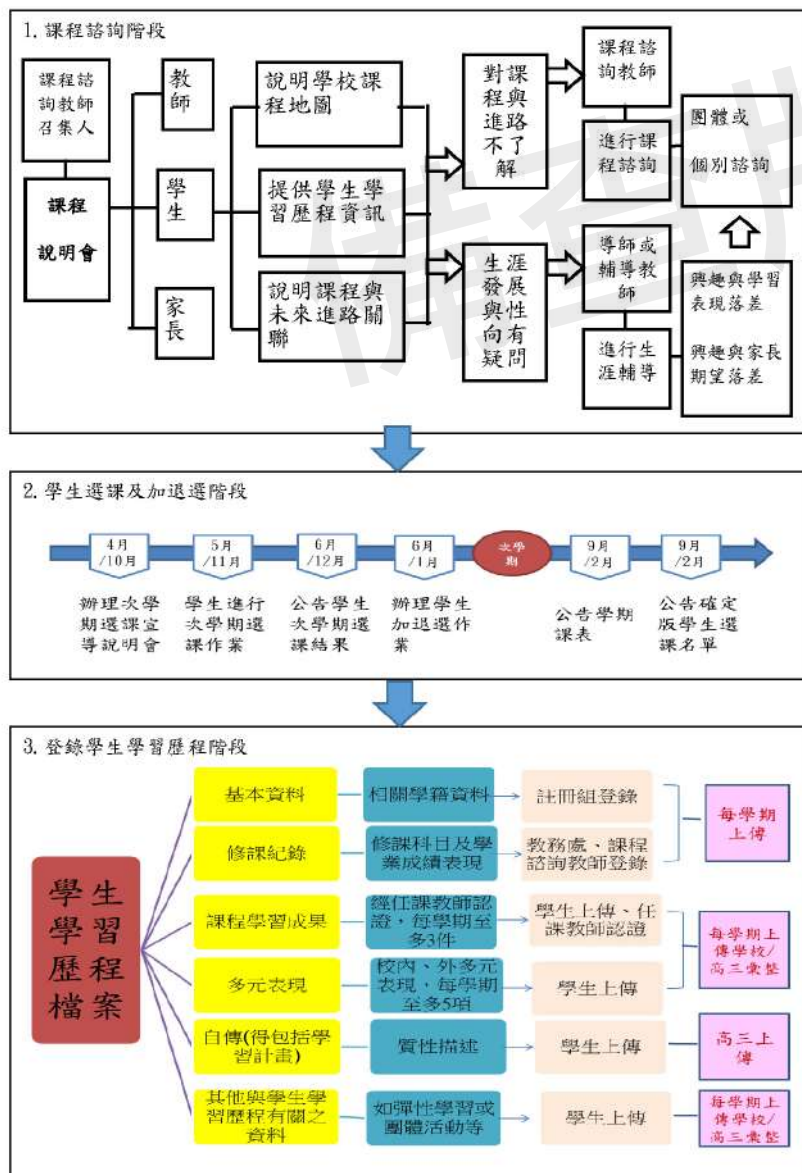 1. 課程諮詢階段
課程諮
詢教師
召集人
課程
說明會
教師
學生
家長
說明學校課
程地圖
提供學生學
習歷程資訊
說明課程與
未來進路關
聯
對課
程與
進路
不了
解
生涯
發展
與性
向有
疑問
課程諮
詢教師
進行課
程諮詢
團體或
個別諮詢
導師或
輔導教
師
進行生
涯輔導
興趣與學習
表現落差
興趣與家長
期望落差
備查
2. 學生選課及加退選階段
4月
/10月
辦理次學
期選課宣
導說明會
5月
/11月
學生進行
次學期選
課作業
6月
/12月
公告學生
次學期選
課結果
6月
/1月
辦理學生
加退選作
業
次學
期
9月
/2月
公告學期
課表
9月
/2月
公告確定
版學生選
課名單
3. 登錄學生學習歷程階段
學生
學習
歷程
檔案
基本資料
相關學籍資料
註冊組登錄
修課紀錄
修課科目及學
業成績表現
教務處、課程
諮詢教師登錄
每學期
上傳
課程學習成果
經任課教師認
證，每學期至
多3件
學生上傳、任
課教師認證
多元表現
校內、外多元
表現，每學期
至多5項
學生上傳
每學期上
傳學校/
高三彙整
自傳(得包括學
習計畫)
質性描述
學生上傳
高三上
傳
其他與學生學
習歷程有關之
資料
如彈性學習或
團體活動等
學生上傳
每學期上
傳學校/
高三彙整